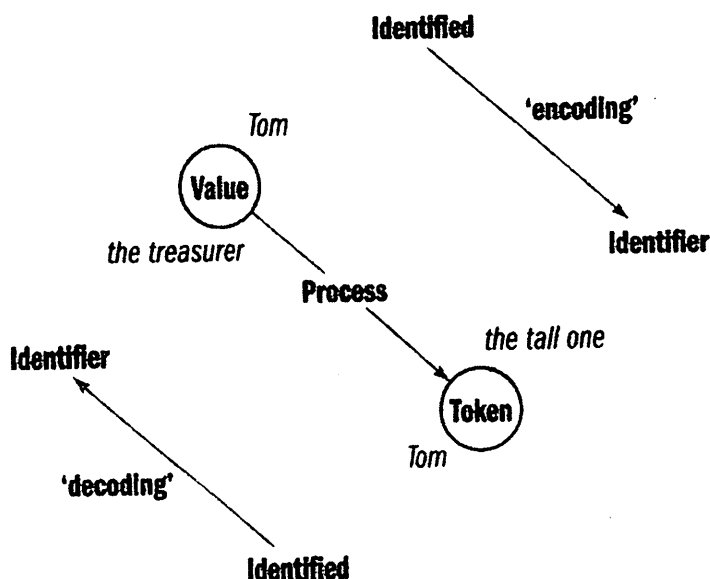 Identified
'encoding'
Tom
Value
Identifier
the treasurer
Process
the tall one
Identifier
Token
Tom
'decoding'
Identified